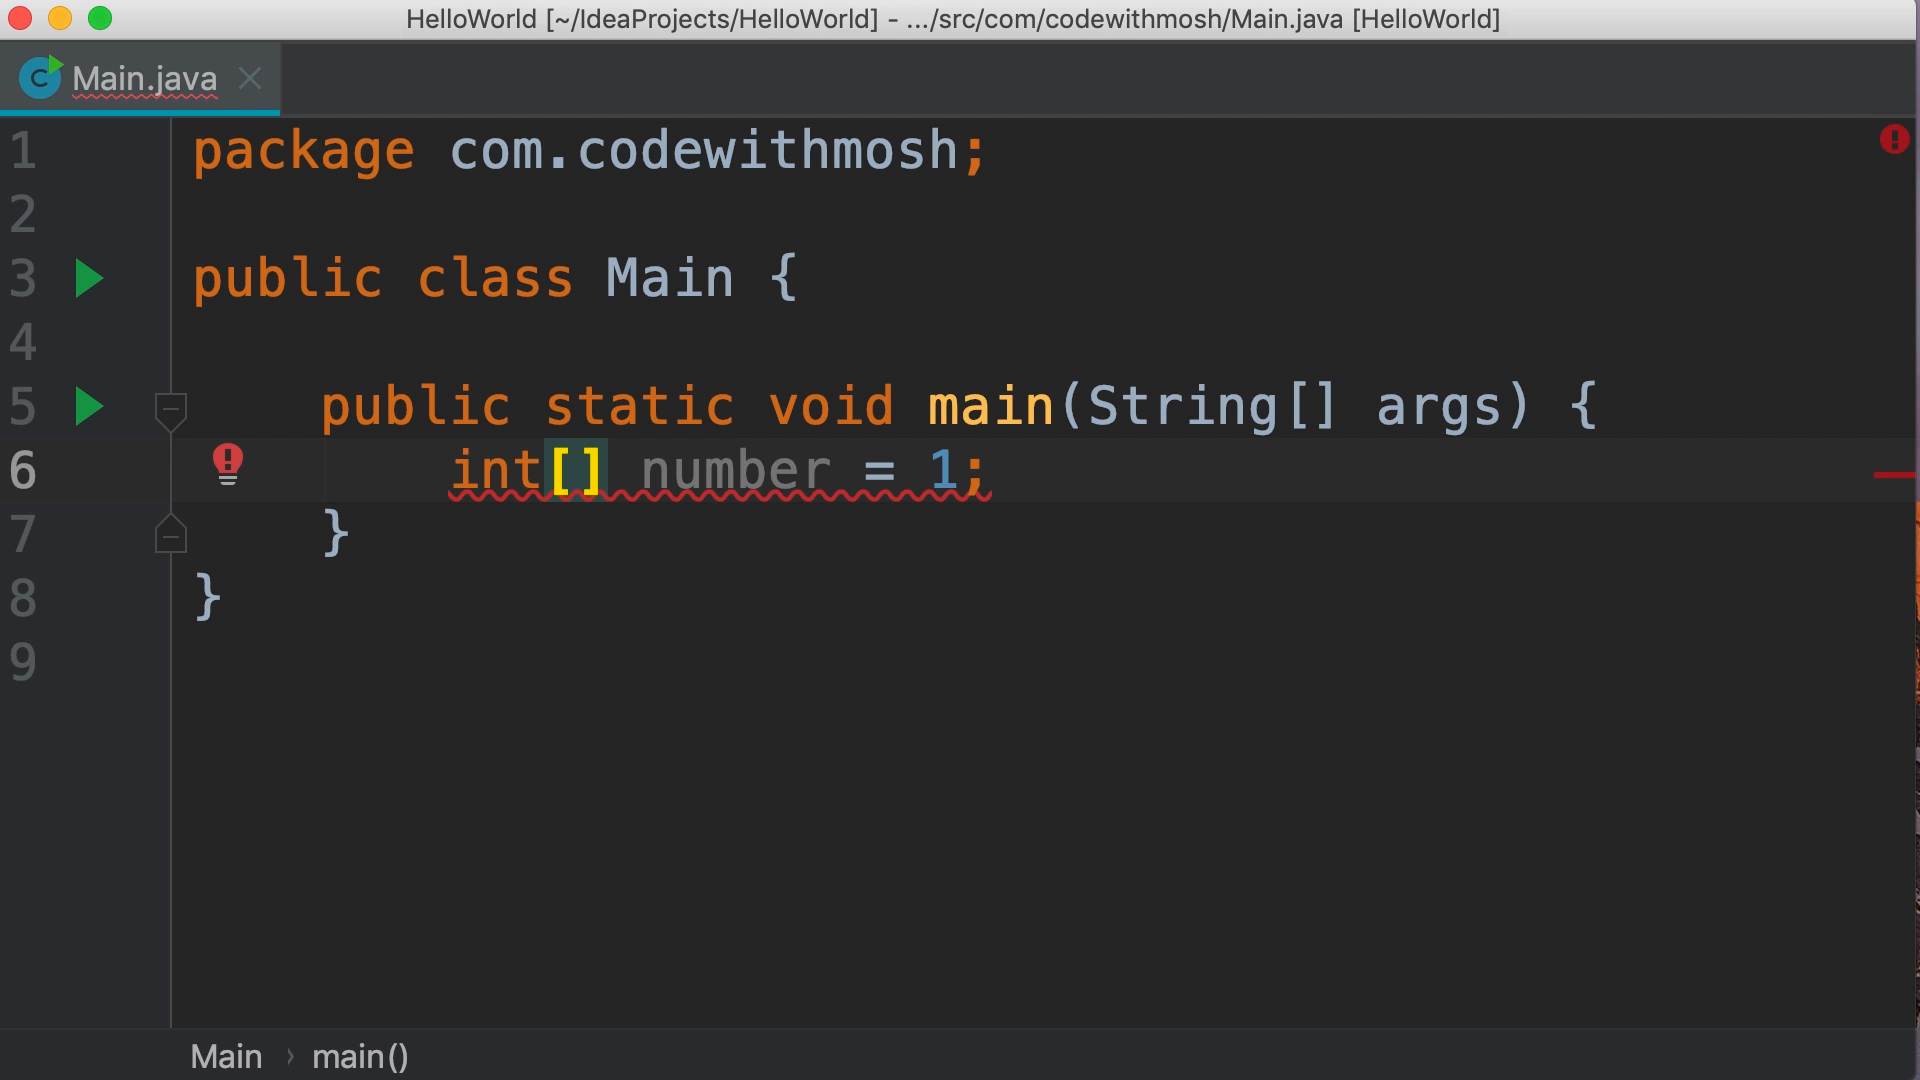 HelloWorld [~/IdeaProjects/HelloWorld] - .../src/com/codewithmosh/Main.java [HelloWorld]
C Main.java
1 package com.codewithmosh;
2
3 public class Main {
4
5 public static void main(String[] args) {
6 int[] number = 1;
7 }
8 }
9
Main › main()